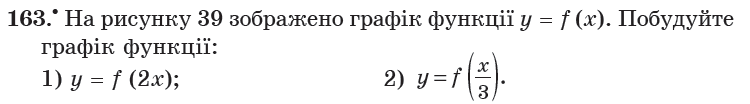 163.• На рисунку 39 зображено графік функції y = f (x). Побудуйте
графік функції:
1) y = f (2x); 2) y = f (x/3).